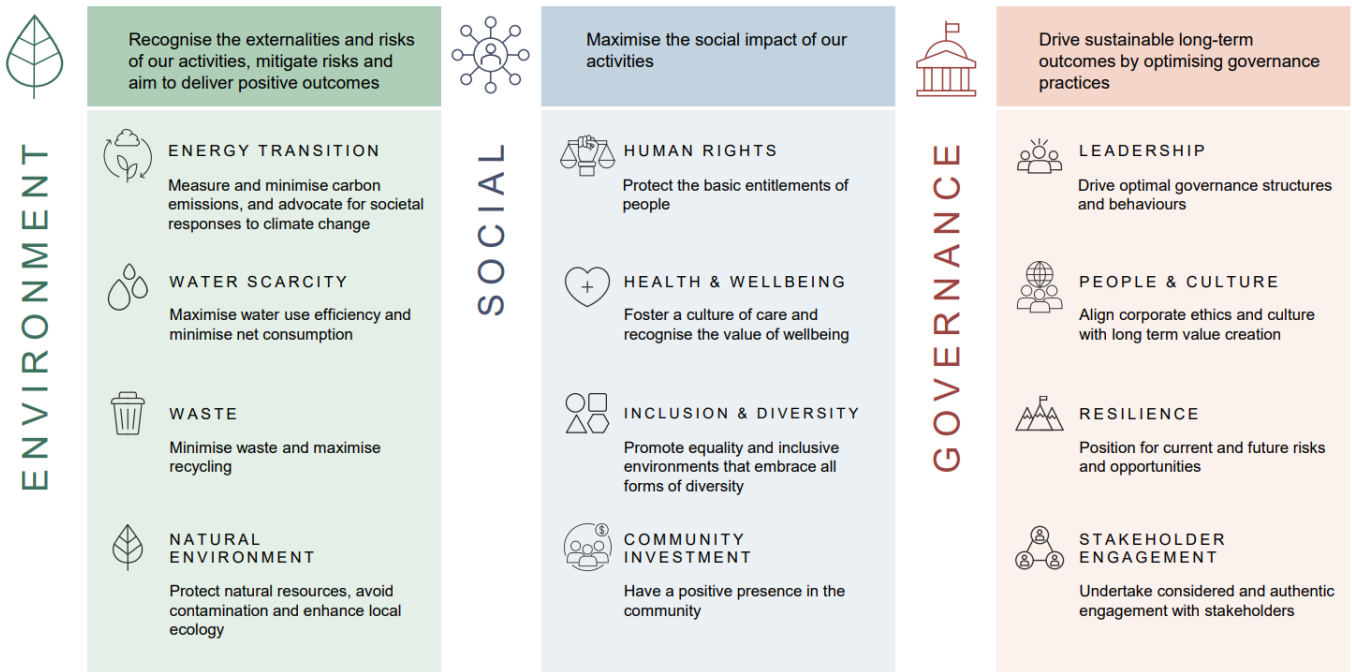 ENVIRONMENT
Recognise the externalities and risks
of our activities, mitigate risks and
aim to deliver positive outcomes
ENERGY TRANSITION
Measure and minimise carbon
emissions, and advocate for societal
responses to climate change
WATER SCARCITY
Maximise water use efficiency and
minimise net consumption
WASTE
Minimise waste and maximise
recycling
NATURAL
ENVIRONMENT
Protect natural resources, avoid
contamination and enhance local
ecology
SOCIAL
Maximise the social impact of our
activities
HUMAN RIGHTS
Protect the basic entitlements of
people
HEALTH & WELLBEING
Foster a culture of care and
recognise the value of wellbeing
INCLUSION & DIVERSITY
Promote equality and inclusive
environments that embrace all
forms of diversity
$
COMMUNITY
INVESTMENT
Have a positive presence in the
community
GOVERNANCE
Drive sustainable long-term
outcomes by optimising governance
practices
LEADERSHIP
Drive optimal governance structures
and behaviours
PEOPLE & CULTURE
Align corporate ethics and culture
with long term value creation
RESILIENCE
Position for current and future risks
and opportunities
STAKEHOLDER
ENGAGEMENT
Undertake considered and authentic
engagement with stakeholders